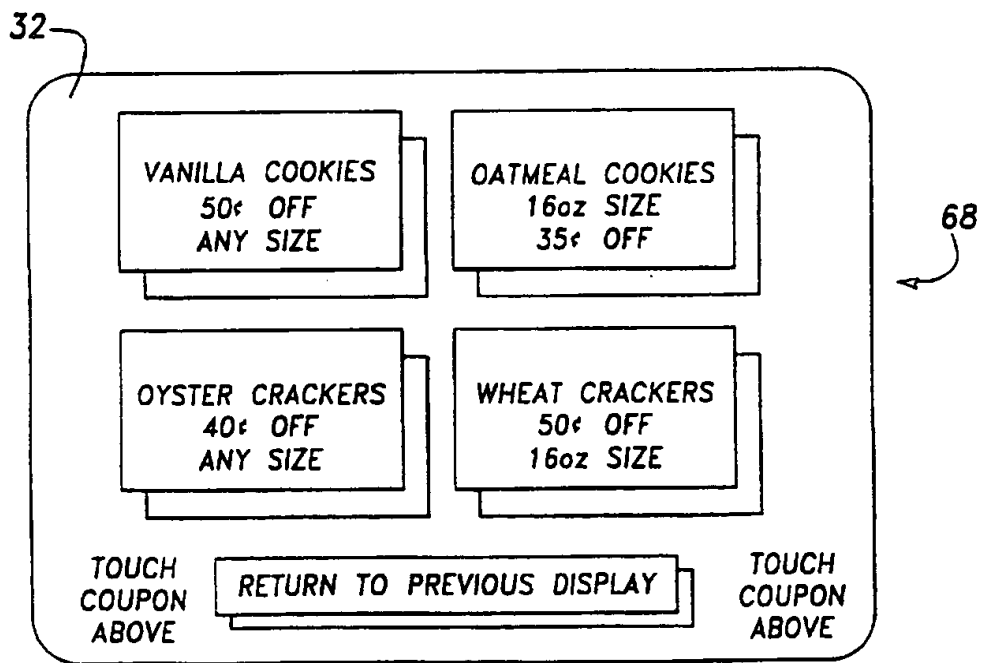 32
VANILLA COOKIES
50¢ OFF
ANY SIZE
OATMEAL COOKIES
16oz SIZE
35¢ OFF
68
OYSTER CRACKERS
40¢ OFF
ANY SIZE
WHEAT CRACKERS
50¢ OFF
16oz SIZE
TOUCH
COUPON
ABOVE
RETURN TO PREVIOUS DISPLAY
TOUCH
COUPON
ABOVE